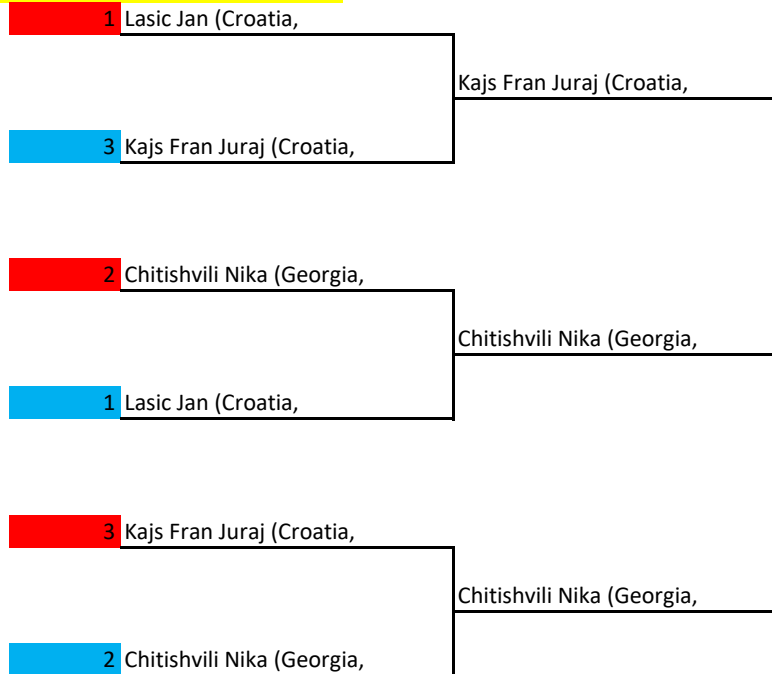 1 Lasic Jan (Croatia,
Kajs Fran Juraj (Croatia,
3 Kajs Fran Juraj (Croatia,
2 Chitishvili Nika (Georgia,
Chitishvili Nika (Georgia,
1 Lasic Jan (Croatia,
3 Kajs Fran Juraj (Croatia,
Chitishvili Nika (Georgia,
2 Chitishvili Nika (Georgia,